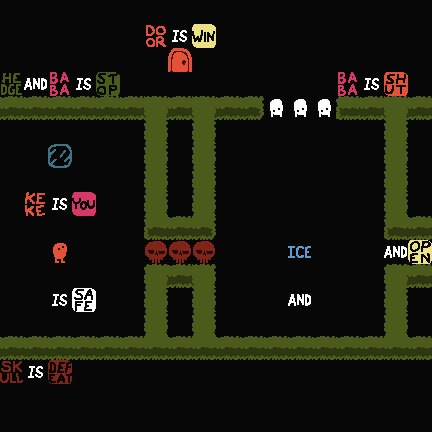 DOOR IS WIN
HEDGE AND BABA IS STOP
BABA IS SHUT
KEKE IS YOU
ICE
AND OPEN
IS SAFE
AND
SKULL IS DEFEAT